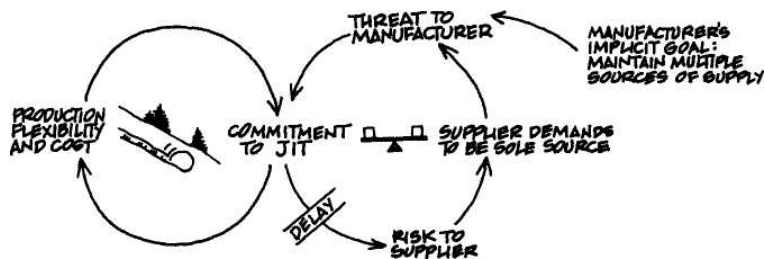 THREAT TO
MANUFACTURER
MANUFACTURER'S
IMPLICIT GOAL:
MAINTAIN MULTIPLE
SOURCES OF SUPPLY
PRODUCTION
FLEXIBILITY
AND COST
COMMITMENT
TO JIT
SUPPLIER DEMANDS
TO BE SOLE SOURCE
DELAY
RISK TO
SUPPLIER